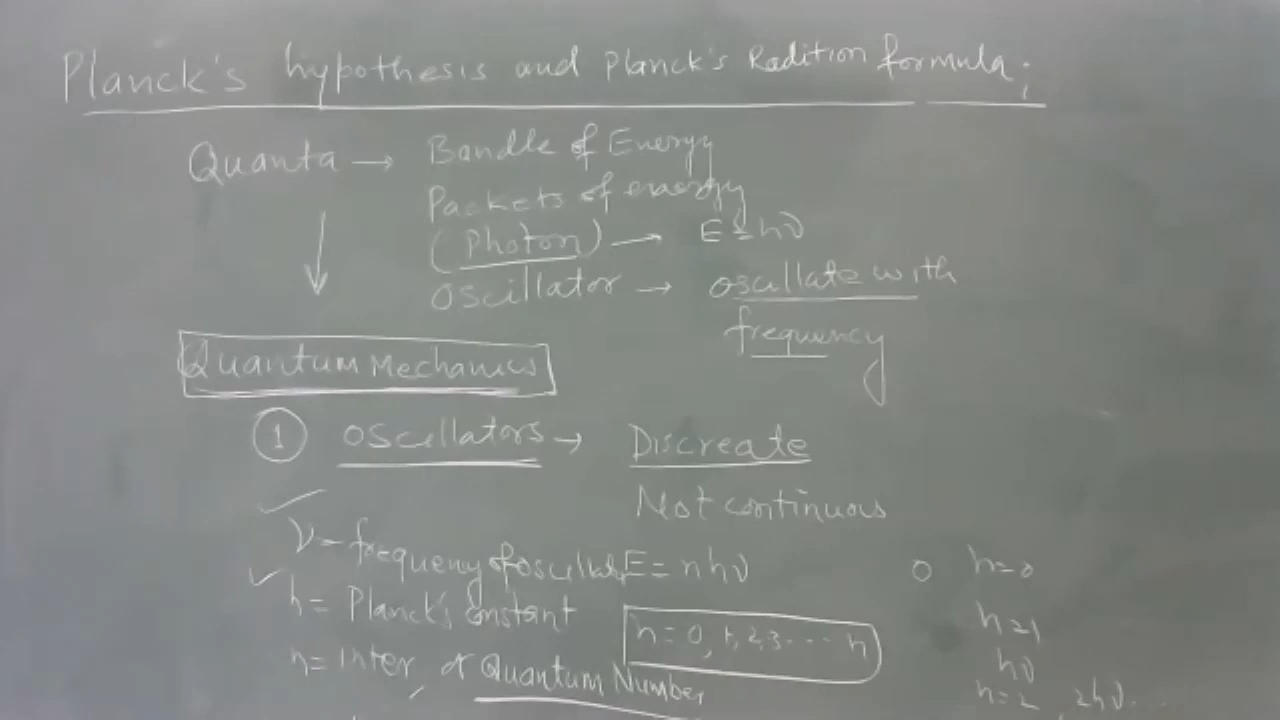 Planck's hypothesis and Planck's Radition formula;
Quanta → Bandle of Energy
Packets of energy
(Photon) → E=hν
Oscillator → oscillate with
frequency
Quantum Mechanics
① Oscillators → Discreate
Not continuous
ν = frequency of oscillator E = nhν
h = Planck's constant
n = 0, 1, 2, 3 .... n
n = Inter or Quantum Number
0 n=0
n=1
hν
n=2, 2hν...